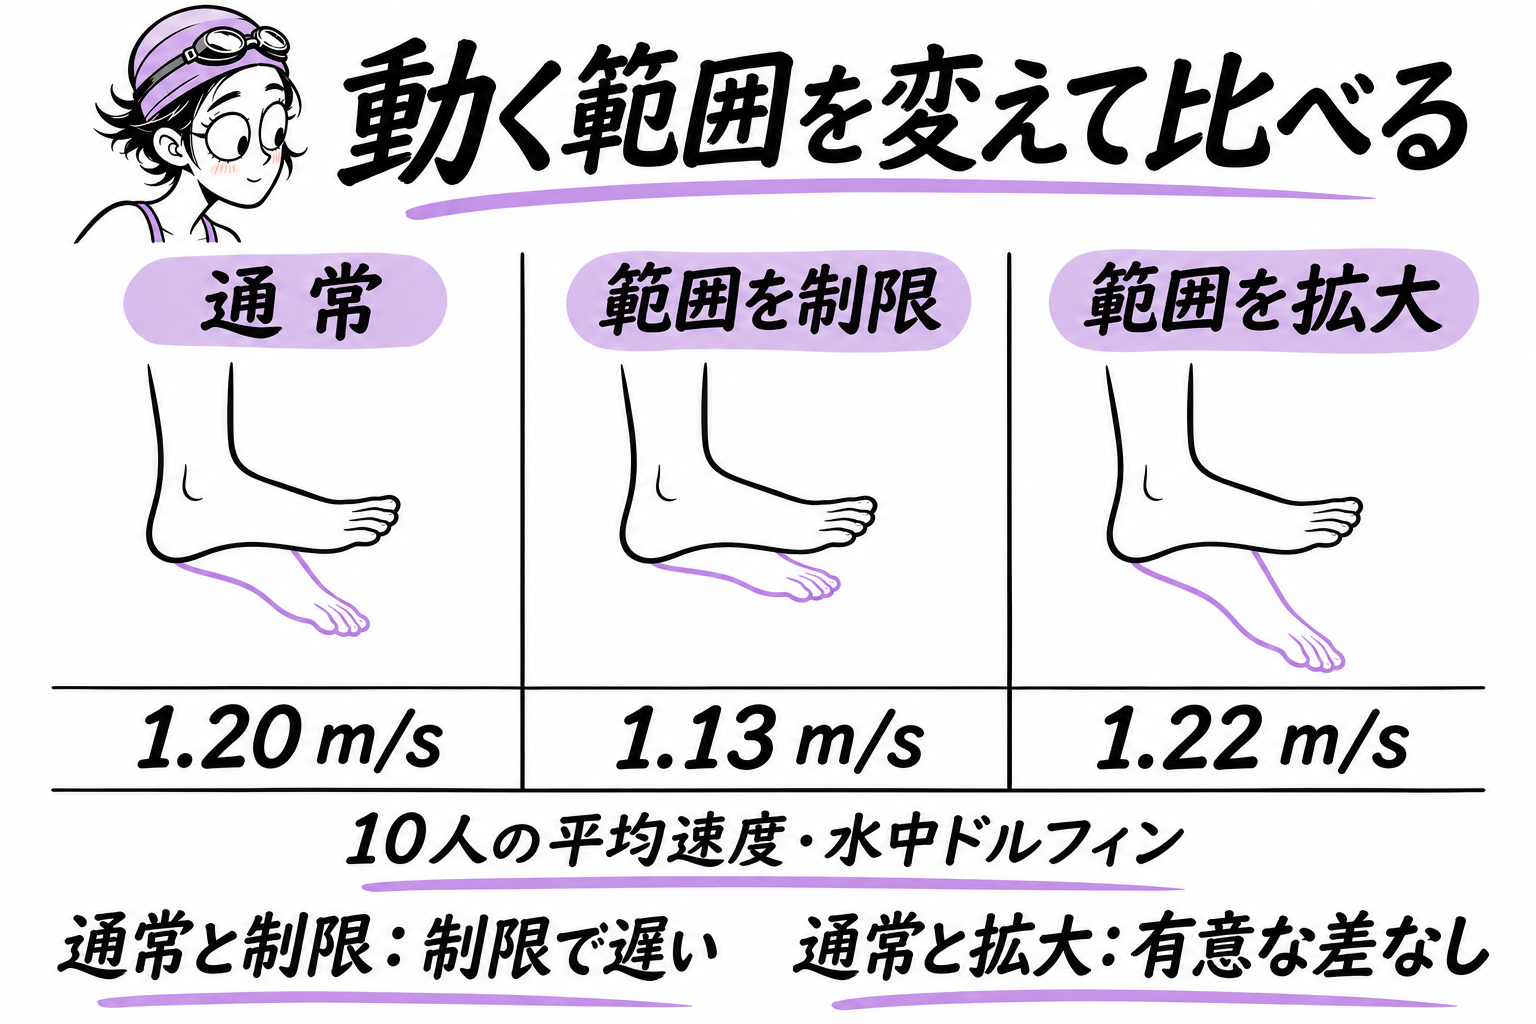 動く範囲を変えて比べる
通常
範囲を制限
範囲を拡大
1.20 m/s
1.13 m/s
1.22 m/s
10人の平均速度・水中ドルフィン
通常と制限：制限で遅い
通常と拡大：有意な差なし